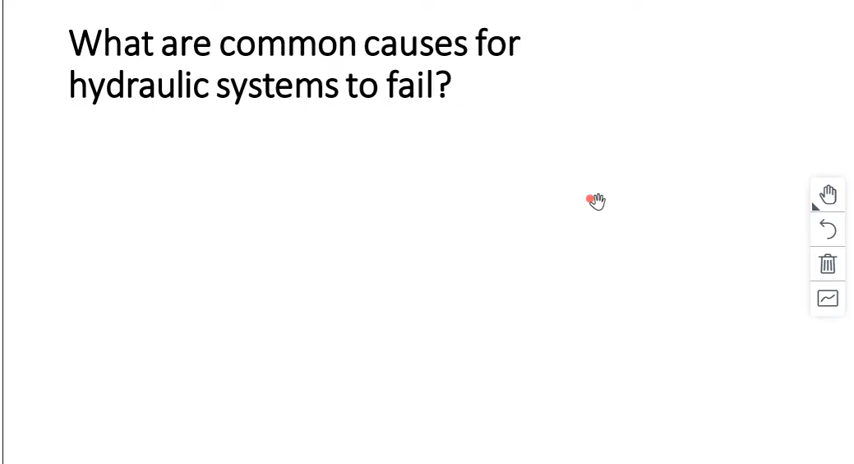 What are common causes for
hydraulic systems to fail?